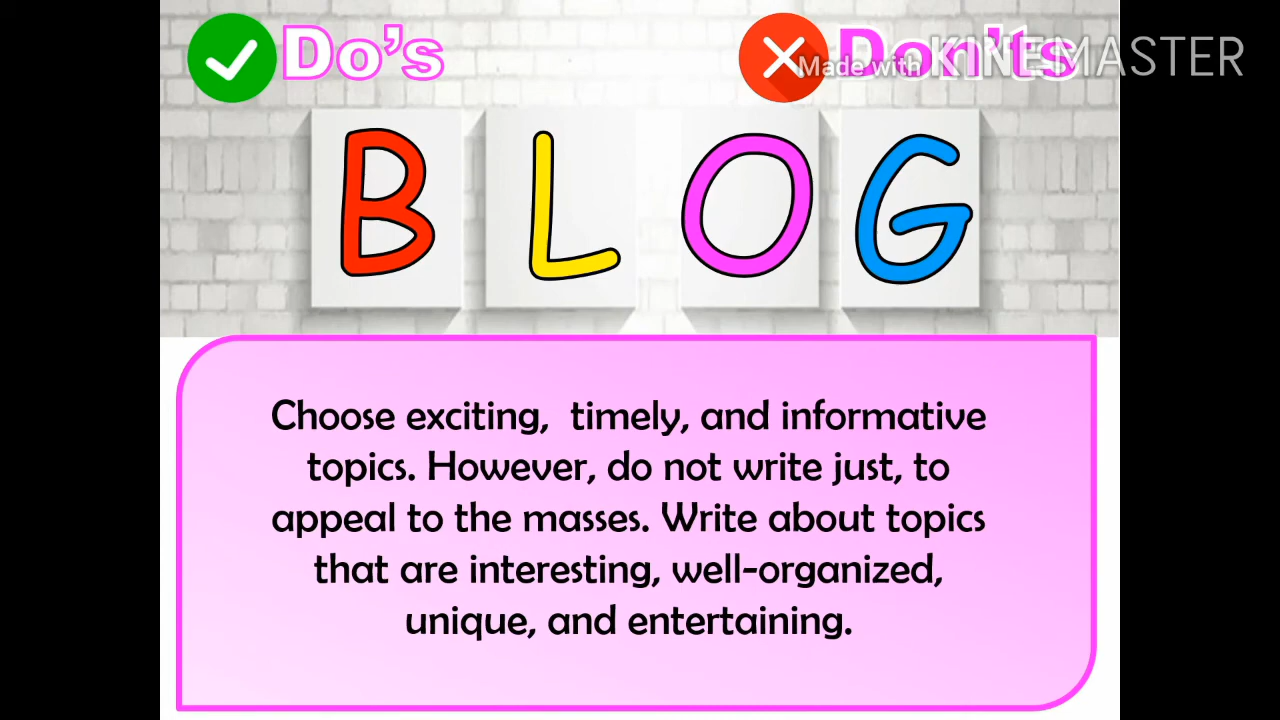 Do's
Don'ts
Made with KINEMASTER
BLOG
Choose exciting,  timely, and informative
topics. However, do not write just, to
appeal to the masses. Write about topics
that are interesting, well-organized,
unique, and entertaining.